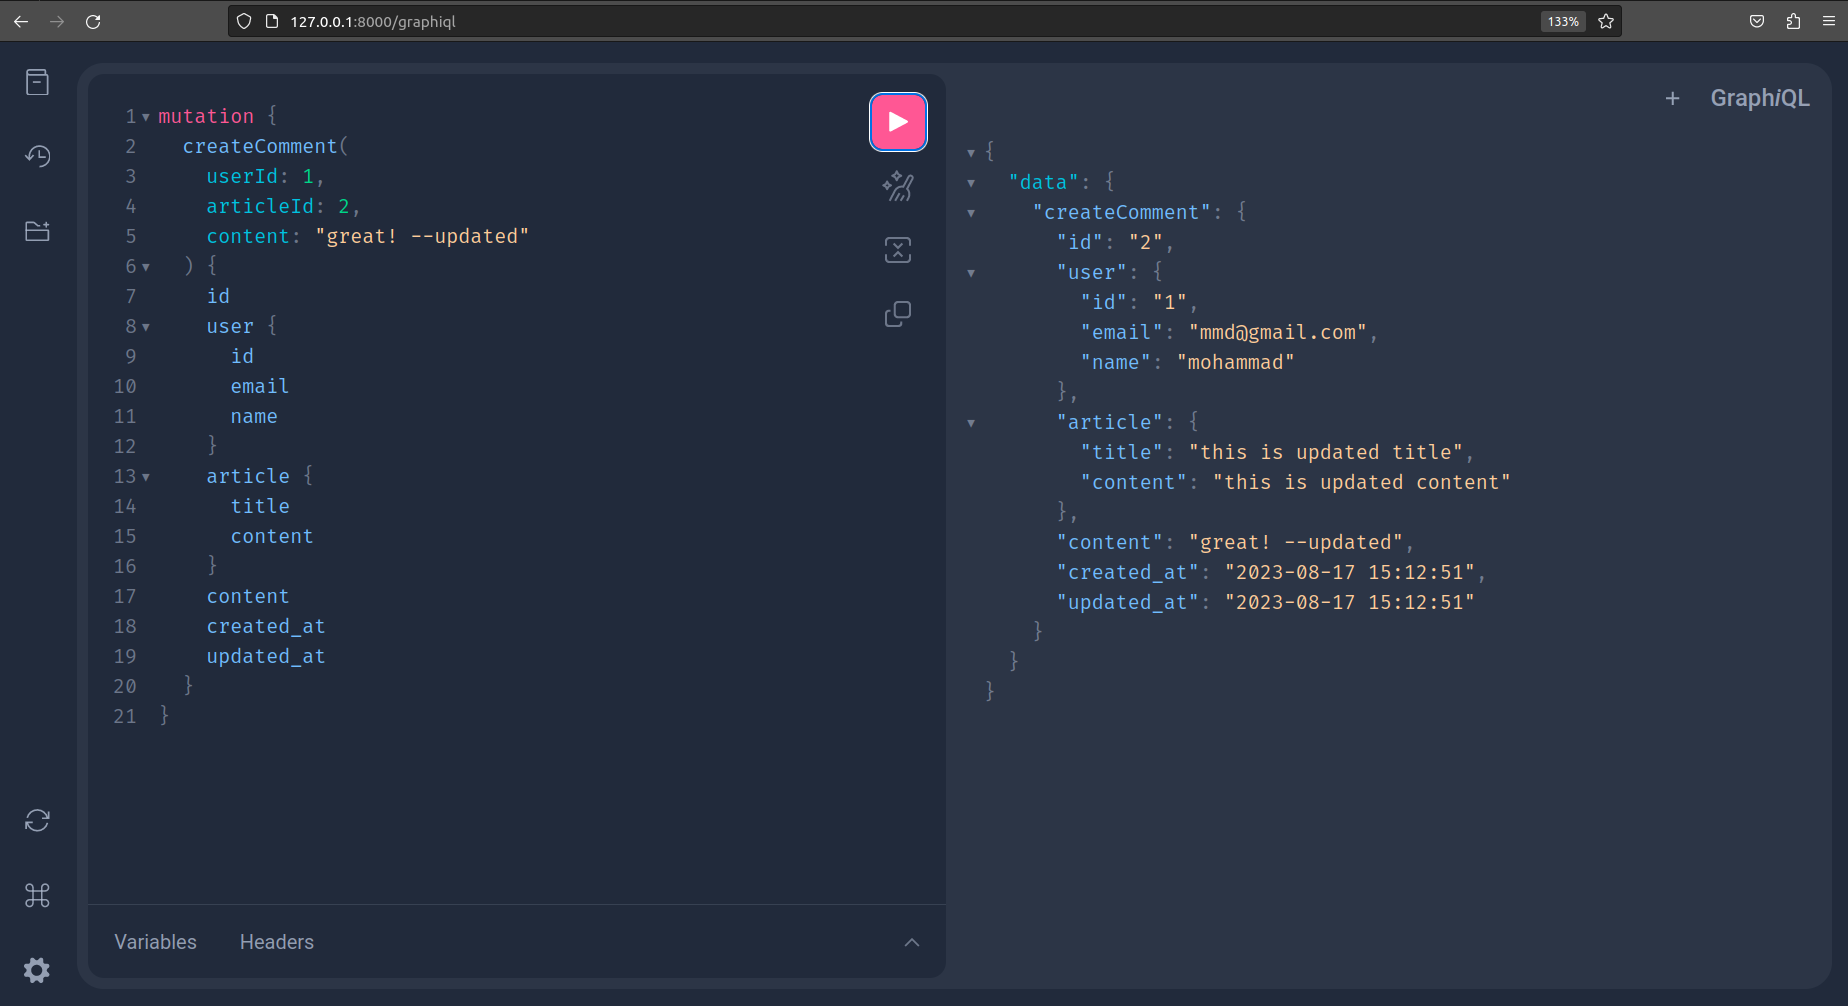 127.0.0.1:8000/graphiql
133%
1 mutation {
2 createComment(
3 userId: 1,
4 articleId: 2,
5 content: "great! --updated"
6 ) {
7 id
8 user {
9 id
10 email
11 name
12 }
13 article {
14 title
15 content
16 }
17 content
18 created_at
19 updated_at
20 }
21 }
Variables Headers
+ GraphiQL
{
"data": {
"createComment": {
"id": "2",
"user": {
"id": "1",
"email": "mmd@gmail.com",
"name": "mohammad"
},
"article": {
"title": "this is updated title",
"content": "this is updated content"
},
"content": "great! --updated",
"created_at": "2023-08-17 15:12:51",
"updated_at": "2023-08-17 15:12:51"
}
}
}